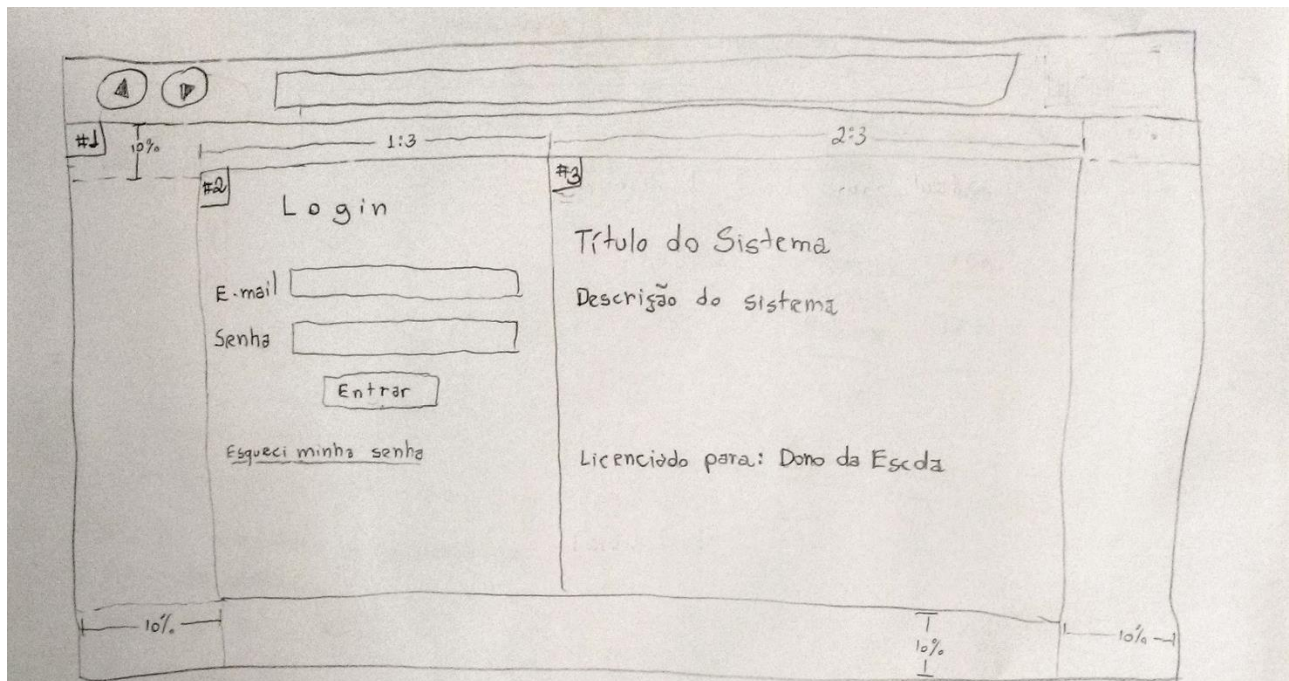 #1
10%
1:3
2:3
#2
#3
Login
Título do Sistema
E-mail
Descrição do sistema
Senha
Entrar
Esqueci minha senha
Licenciado para: Dono da Escola
10%
10%
10%